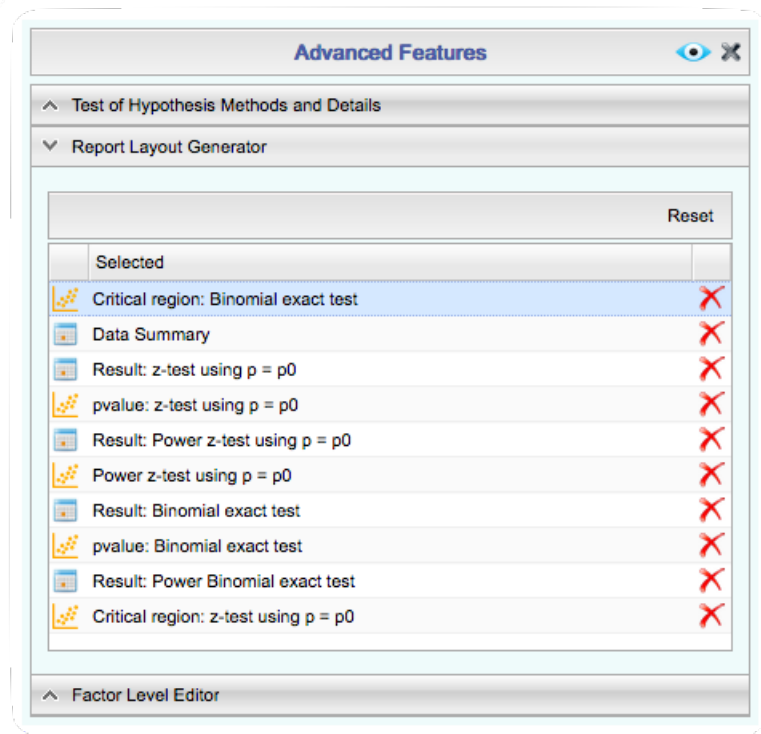 Advanced Features
Test of Hypothesis Methods and Details
Report Layout Generator
Reset
Selected
Critical region: Binomial exact test
Data Summary
Result: z-test using p = p0
pvalue: z-test using p = p0
Result: Power z-test using p = p0
Power z-test using p = p0
Result: Binomial exact test
pvalue: Binomial exact test
Result: Power Binomial exact test
Critical region: z-test using p = p0
Factor Level Editor